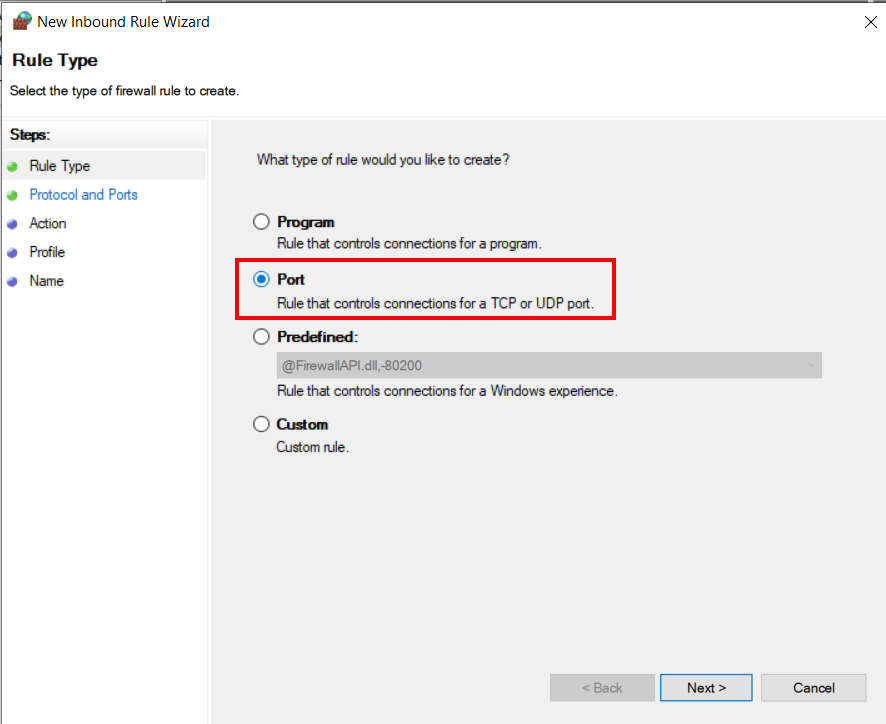 New Inbound Rule Wizard
Rule Type
Select the type of firewall rule to create.
Steps:
Rule Type
Protocol and Ports
Action
Profile
Name
What type of rule would you like to create?
Program
Rule that controls connections for a program.
Port
Rule that controls connections for a TCP or UDP port.
Predefined:
@FirewallAPI.dll,-80200
Rule that controls connections for a Windows experience.
Custom
Custom rule.
< Back
Next >
Cancel